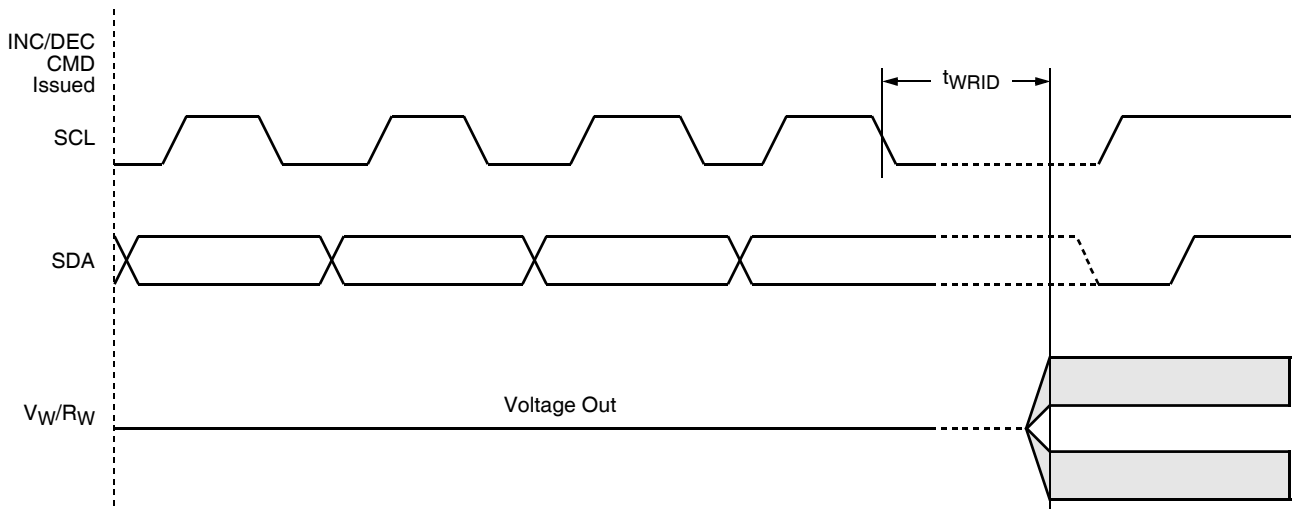 INC/DEC
CMD
Issued
tWRID
SCL
SDA
Voltage Out
VW/RW